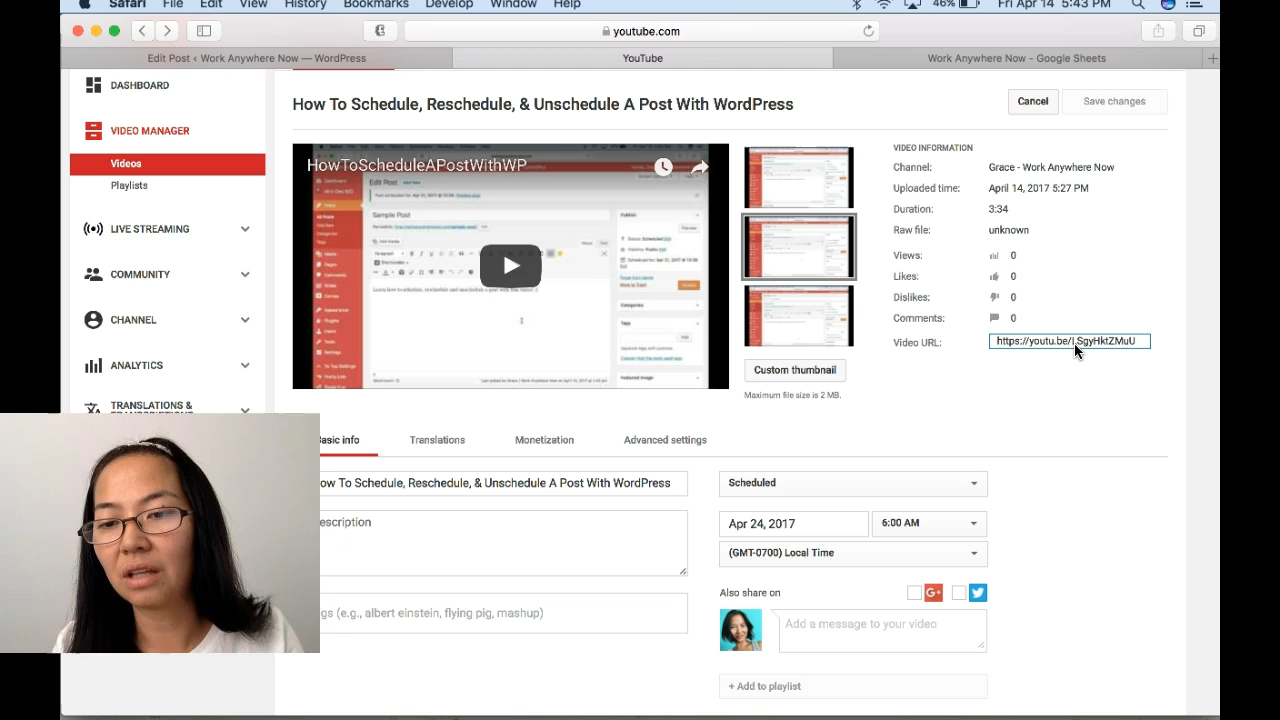 Safari File Edit View History Bookmarks Develop Window Help 46% Fri Apr 14 5:43 PM
youtube.com
Edit Post ‹ Work Anywhere Now — WordPress YouTube Work Anywhere Now - Google Sheets
DASHBOARD
VIDEO MANAGER
Videos
Playlists
LIVE STREAMING
COMMUNITY
CHANNEL
ANALYTICS
TRANSLATIONS &
How To Schedule, Reschedule, & Unschedule A Post With WordPress
Cancel Save changes
HowToScheduleAPostWithWP
Edit Post
Sample Post
Custom thumbnail
Maximum file size is 2 MB.
VIDEO INFORMATION
Channel: Grace - Work Anywhere Now
Uploaded time: April 14, 2017 5:27 PM
Duration: 3:34
Raw file: unknown
Views: 0
Likes: 0
Dislikes: 0
Comments: 0
Video URL: https://youtu.be/LSgyHktZMuU
Basic info Translations Monetization Advanced settings
ow To Schedule, Reschedule, & Unschedule A Post With WordPress
escription
gs (e.g., albert einstein, flying pig, mashup)
Scheduled
Apr 24, 2017 6:00 AM
(GMT-0700) Local Time
Also share on
Add a message to your video
+ Add to playlist